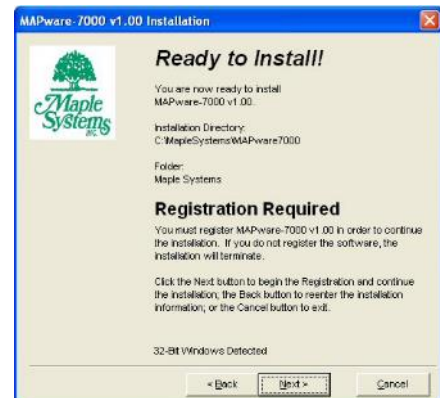 MAPware-7000 v1.00 Installation
Maple
Systems
INC.
Ready to Install!
You are now ready to install
MAPware-7000 v1.00.
Installation Directory:
C:\MapleSystems\MAPware7000
Folder:
Maple Systems
Registration Required
You must register MAPware-7000 v1.00 in order to continue
the installation. If you do not register the software, the
installation will terminate.
Click the Next button to begin the Registration and continue
the installation; the Back button to reenter the installation
information; or the Cancel button to exit.
32-Bit Windows Detected
< Back
Next >
Cancel